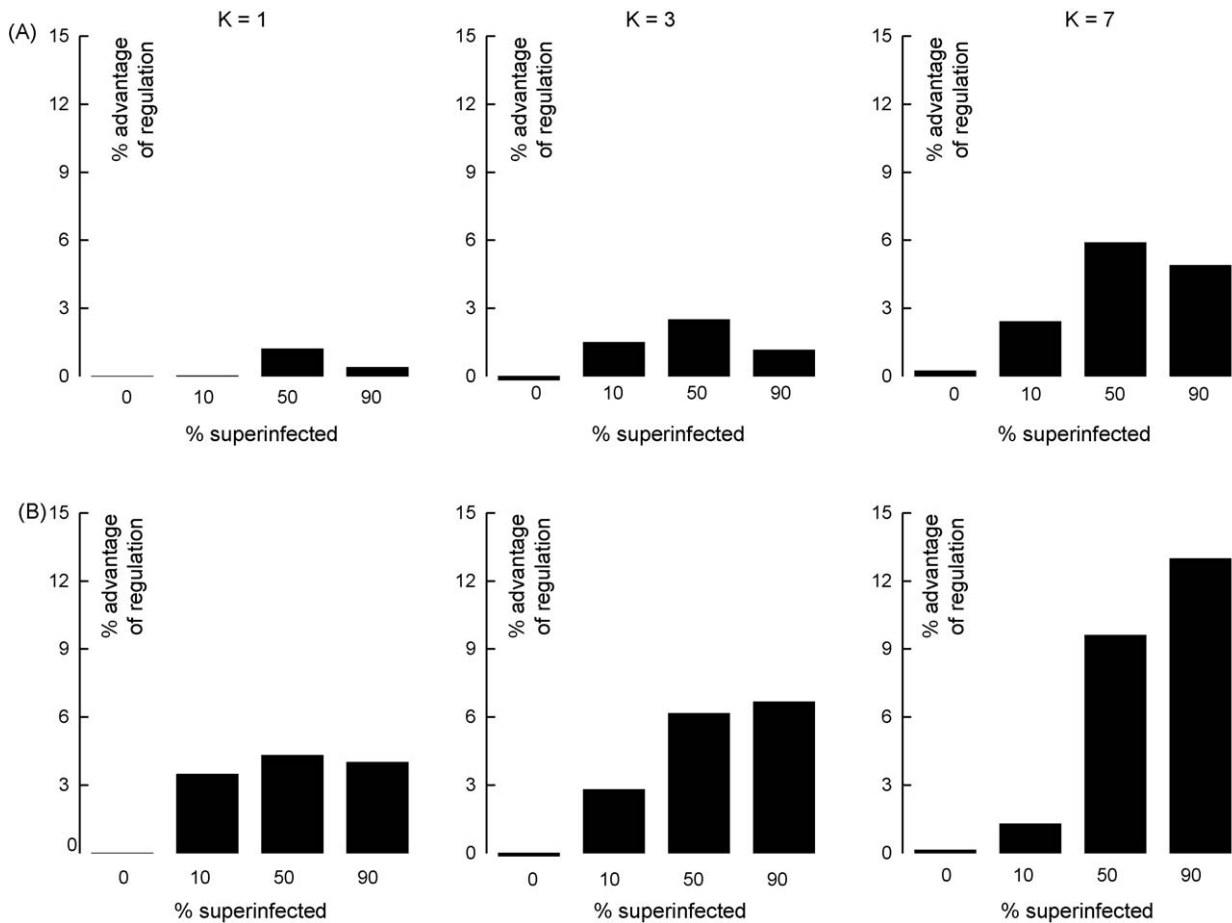 (A)
K = 1
15
12
9
6
3
0
% advantage
of regulation
0 10 50 90
% superinfected
K = 3
15
12
9
6
3
0
% advantage
of regulation
0 10 50 90
% superinfected
K = 7
15
12
9
6
3
0
% advantage
of regulation
0 10 50 90
% superinfected
(B)
15
12
9
6
3
0
% advantage
of regulation
0 10 50 90
% superinfected
15
12
9
6
3
0
% advantage
of regulation
0 10 50 90
% superinfected
15
12
9
6
3
0
% advantage
of regulation
0 10 50 90
% superinfected